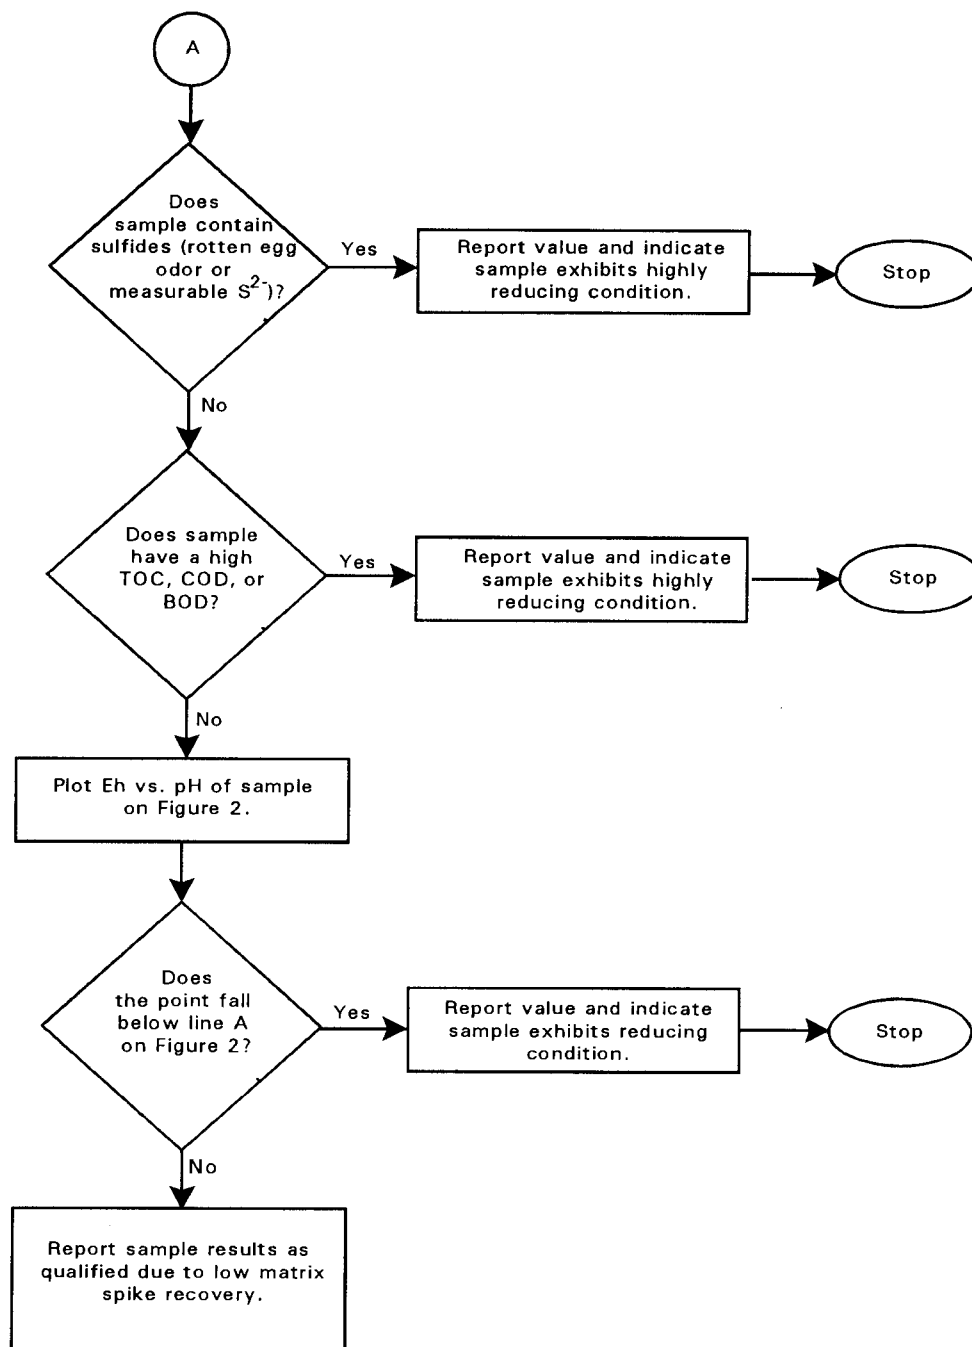 A
Does
sample contain
sulfides (rotten egg
odor or
measurable S2-)?
Yes
Report value and indicate
sample exhibits highly
reducing condition.
Stop
No
Does sample
have a high
TOC, COD, or
BOD?
Yes
Report value and indicate
sample exhibits highly
reducing condition.
Stop
No
Plot Eh vs. pH of sample
on Figure 2.
Does
the point fall
below line A
on Figure 2?
Yes
Report value and indicate
sample exhibits reducing
condition.
Stop
No
Report sample results as
qualified due to low matrix
spike recovery.